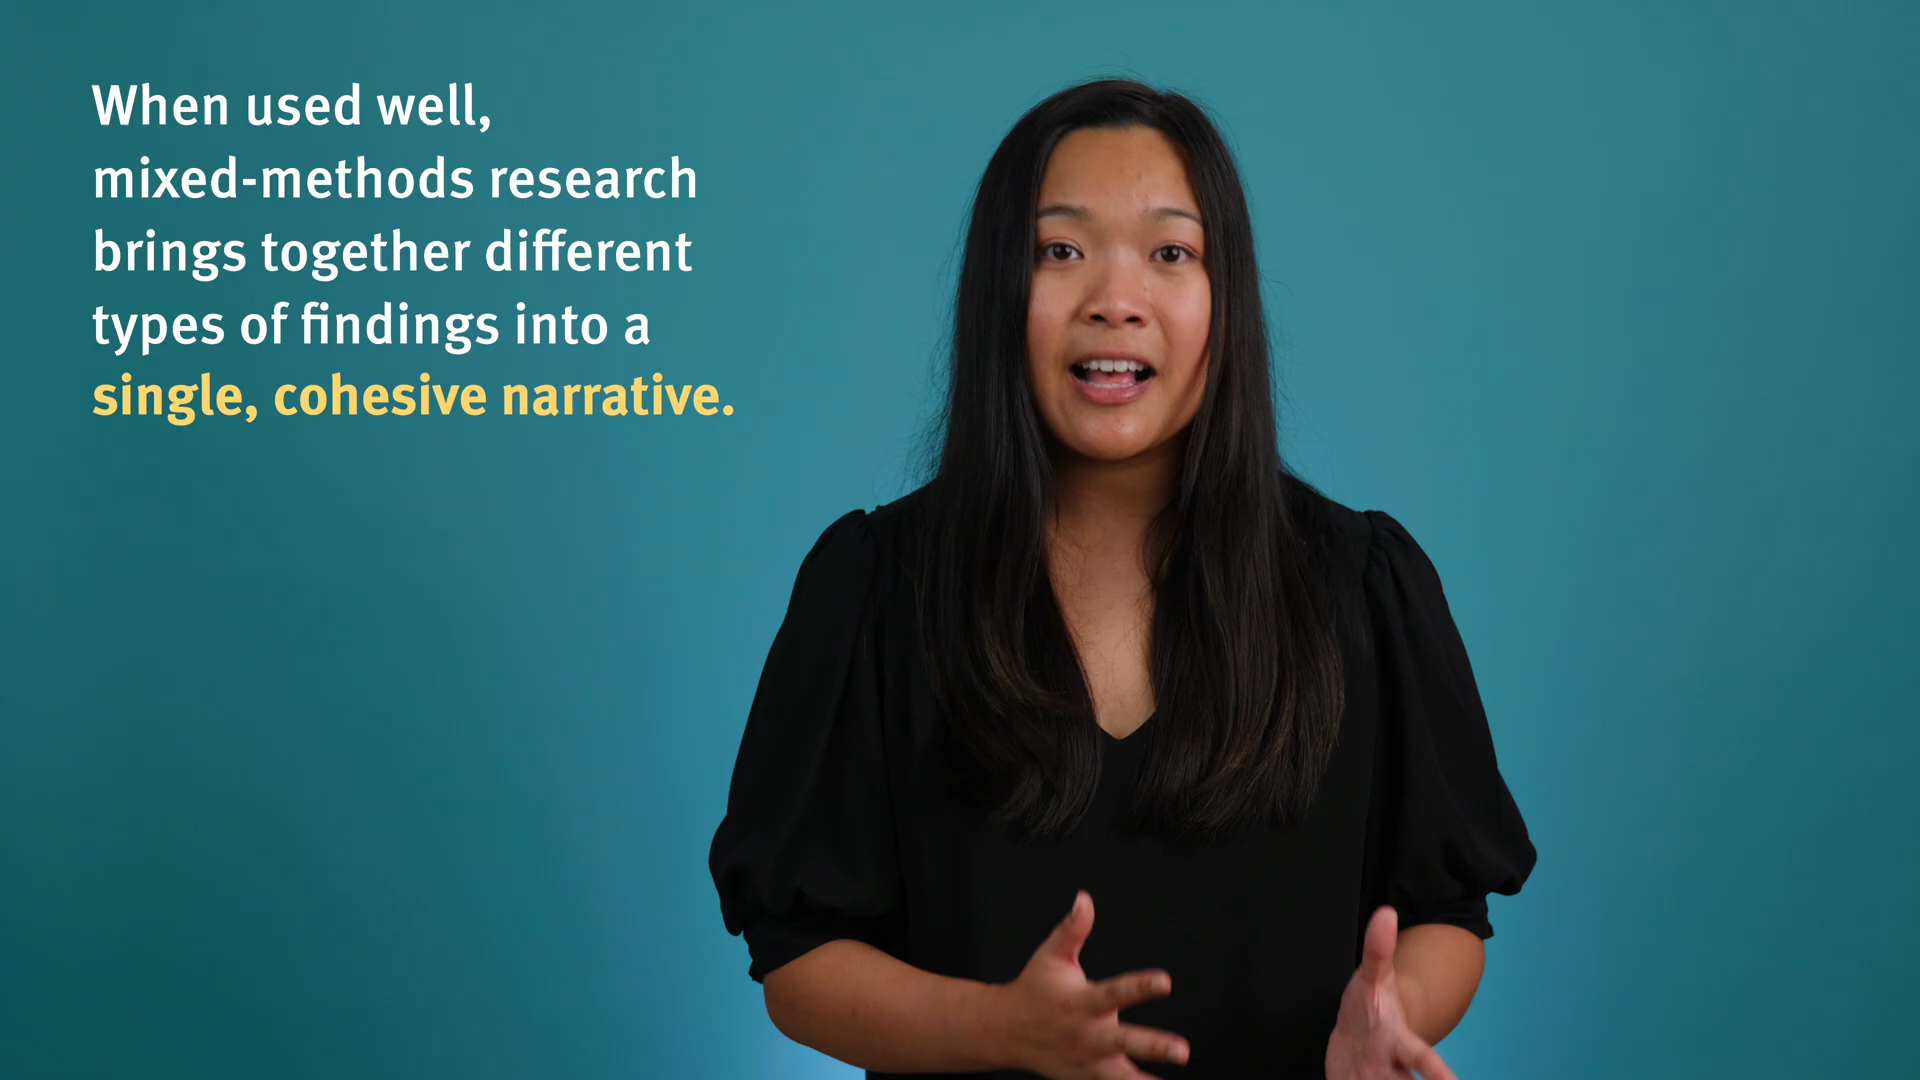 When used well,
mixed-methods research
brings together different
types of findings into a
single, cohesive narrative.